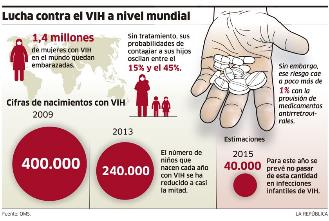 Lucha contra el VIH a nivel mundial
1,4 millones
de mujeres con VIH
en el mundo quedan
embarazadas.
Sin tratamiento, sus
probabilidades de
contagiar a sus hijos
oscilan entre el
15% y el 45%.
Sin embargo,
ese riesgo cae
a poco más de
1% con la
provisión de
medicamentos
antirretrovi-
rales.
Cifras de nacimientos con VIH
2009
400.000
2013
240.000
El número de
niños que
nacen cada año
con VIH se ha
reducido a casi
la mitad.
Estimaciones
2015
40.000
Para este año se
prevé no pasar
de esta cantidad
en infecciones
infantiles de VIH.
Fuente: OMS.
LA REPÚBLICA